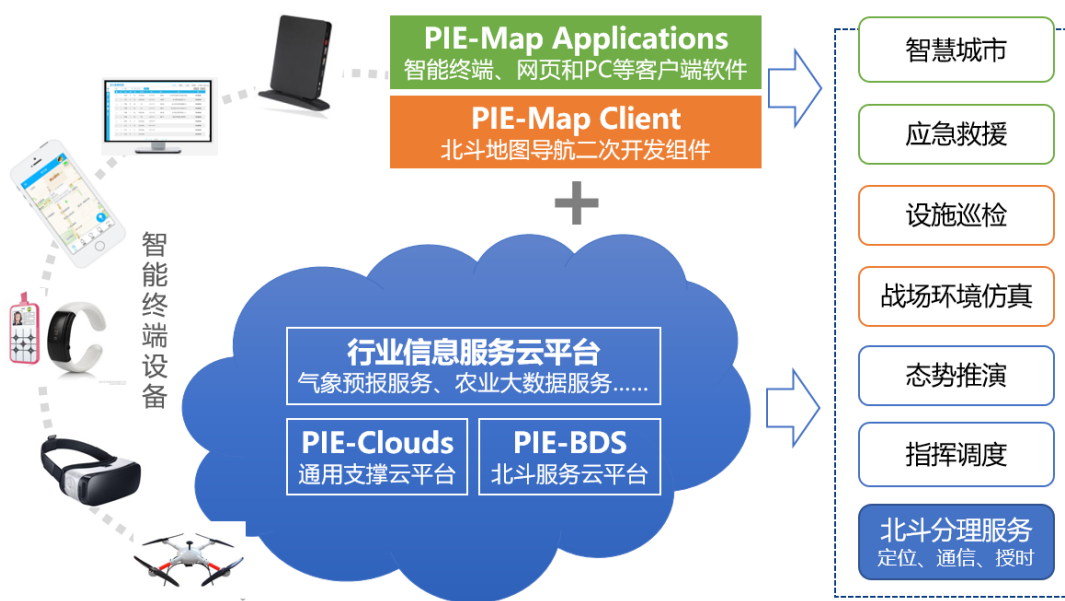 PIE-Map Applications
智能终端、网页和PC等客户端软件
PIE-Map Client
北斗地图导航二次开发组件
智能终端设备
行业信息服务云平台
气象预报服务、农业大数据服务……
PIE-Clouds
通用支撑云平台
PIE-BDS
北斗服务云平台
智慧城市
应急救援
设施巡检
战场环境仿真
态势推演
指挥调度
北斗分理服务
定位、通信、授时